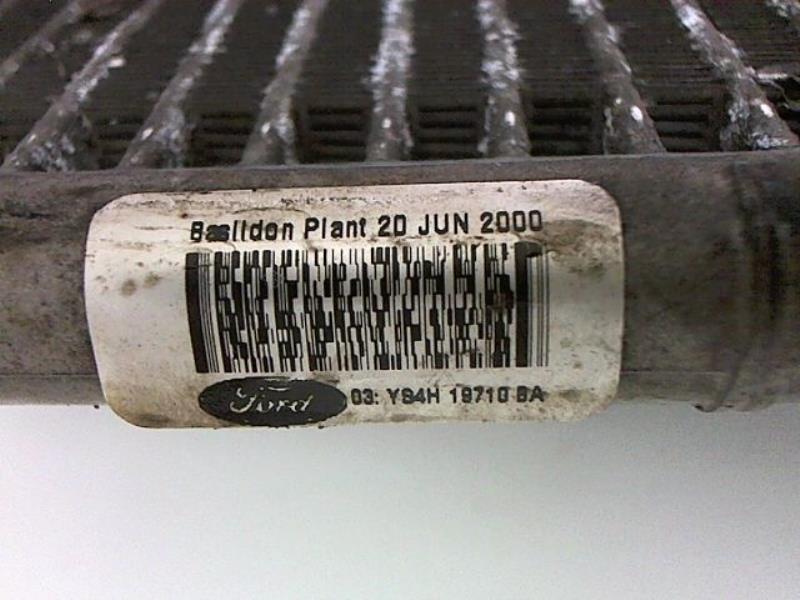 Basildon Plant 20 JUN 2000
Ford 03: YS4H 19710 BA